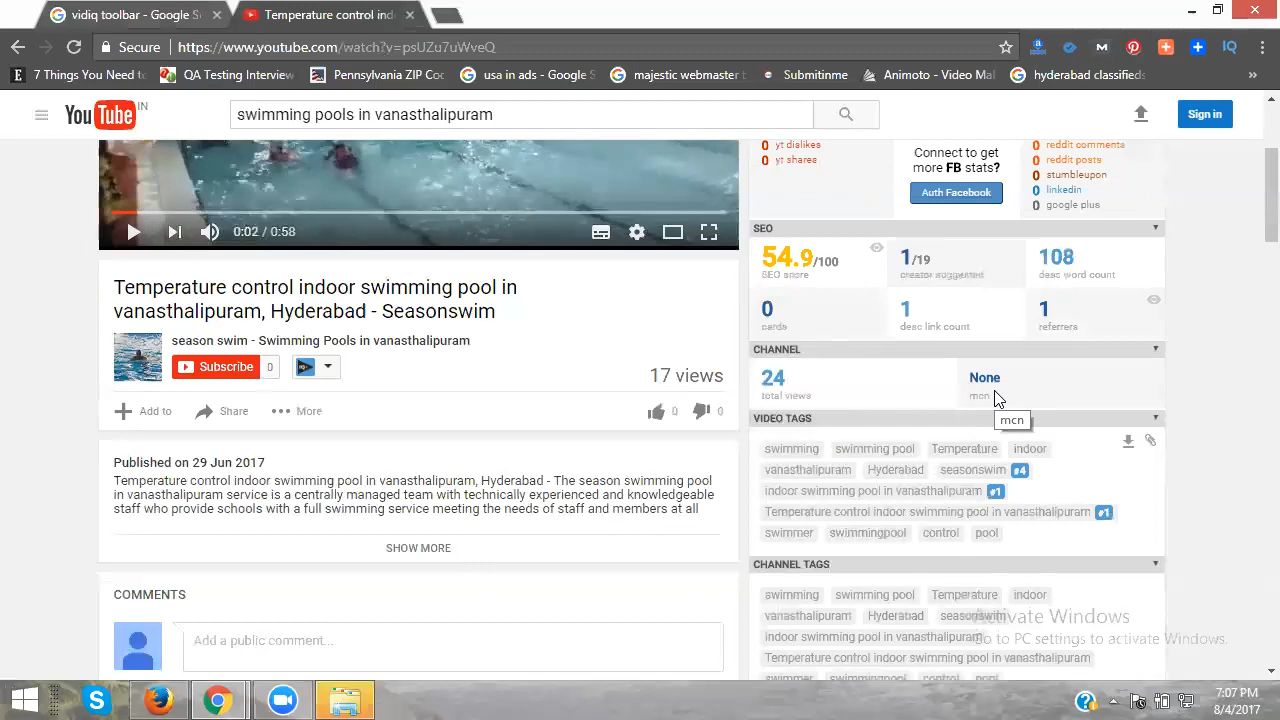 vidiq toolbar - Google S
Temperature control ind
Secure
https://www.youtube.com/watch?y=psUZu7uWveQ
7 Things You Need t
QA Testing Interview
Pennsylvania ZIP Co
usa in ads - Google S
majestic webmaster t
Submitinme
Animoto - Video Mal
hyderabad classifieds
»
YouTube IN
swimming pools in vanasthalipuram
Sign in
0 yt dislikes
0 yt shares
Connect to get
more FB stats?
Auth Facebook
0 reddit comments
0 reddit posts
0 stumbleupon
0 linkedin
0 google plus
0:02 / 0:58
SEO
54.9/100
SEO score
1/19
creator suggested
108
desc word count
0
cards
1
desc link count
1
referrers
Temperature control indoor swimming pool in
vanasthalipuram, Hyderabad - Seasonswim
season swim - Swimming Pools in vanasthalipuram
Subscribe 0
17 views
Add to
Share
More
0
0
CHANNEL
24
total views
None
mcn
mcn
VIDEO TAGS
swimming swimming pool Temperature indoor
vanasthalipuram Hyderabad seasonswim #4
indoor swimming pool in vanasthalipuram #1
Temperature control indoor swimming pool in vanasthalipuram #1
swimmer swimmingpool control pool
Published on 29 Jun 2017
Temperature control indoor swimming pool in vanasthalipuram, Hyderabad - The season swimming pool
in vanasthalipuram service is a centrally managed team with technically experienced and knowledgeable
staff who provide schools with a full swimming service meeting the needs of staff and members at all
SHOW MORE
COMMENTS
Add a public comment...
CHANNEL TAGS
swimming swimming pool Temperature indoor
vanasthalipuram Hyderabad seasonswim
indoor swimming pool in vanasthalipuram
Temperature control indoor swimming pool in vanasthalipuram
swimmer swimmingpool control pool
Activate Windows
Go to PC settings to activate Windows.
7:07 PM
8/4/2017